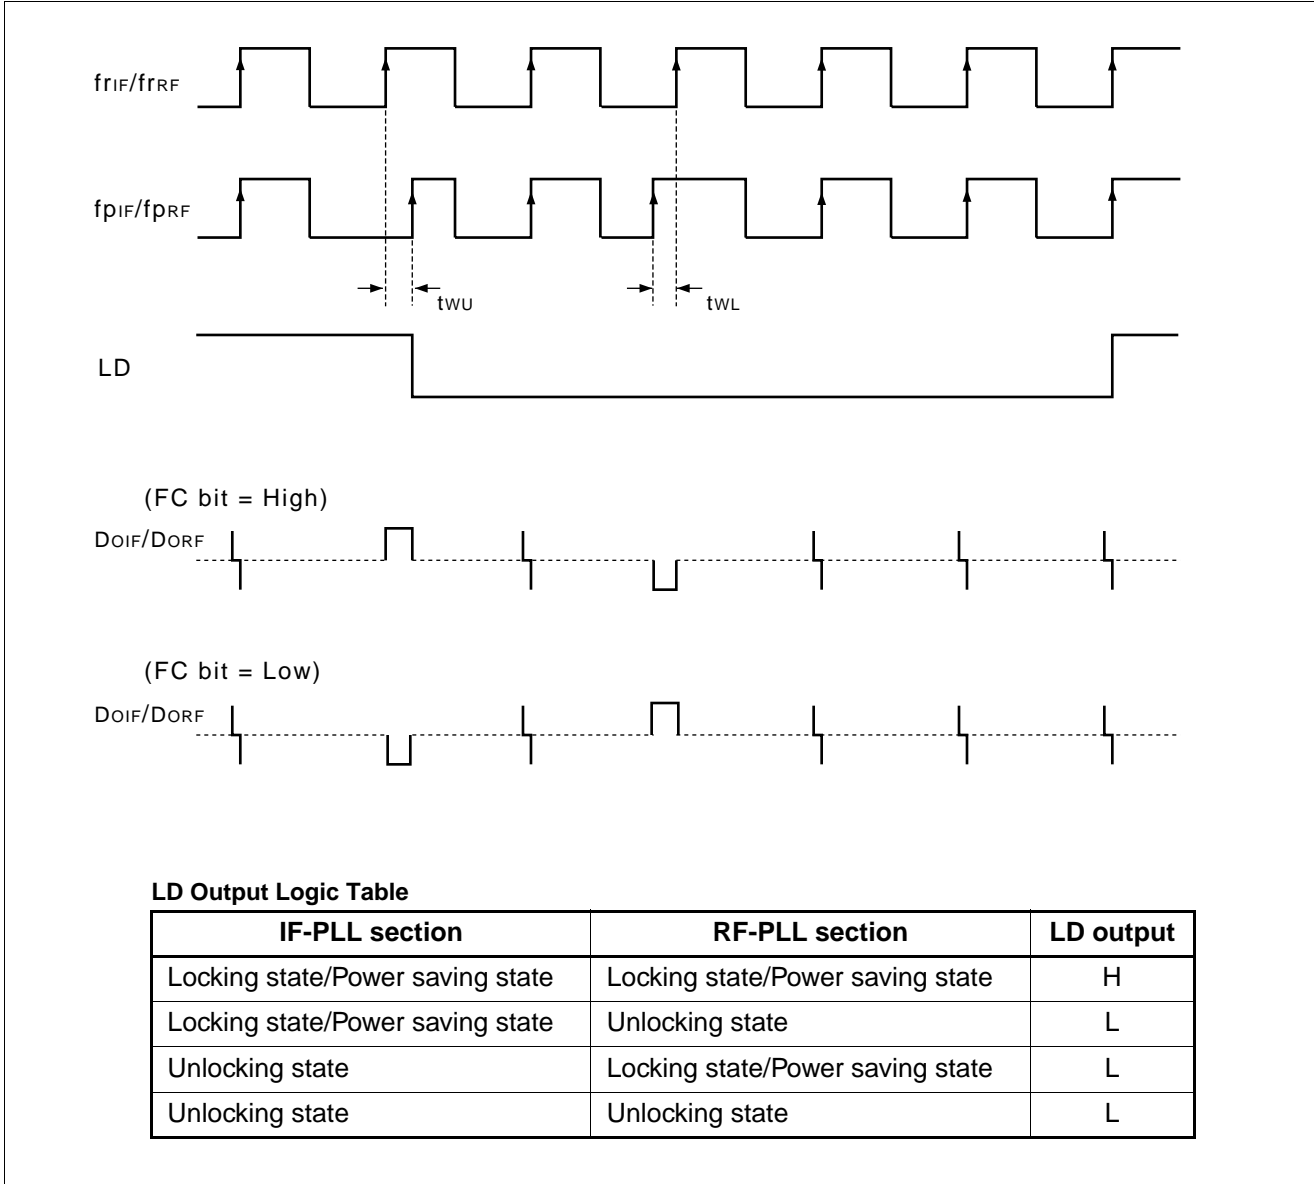 frIF/frRF
fpIF/fpRF
tWU
tWL
LD
(FC bit = High)
DOIF/DORF
(FC bit = Low)
DOIF/DORF
LD Output Logic Table
IF-PLL section RF-PLL section LD output
Locking state/Power saving state Locking state/Power saving state H
Locking state/Power saving state Unlocking state L
Unlocking state Locking state/Power saving state L
Unlocking state Unlocking state L